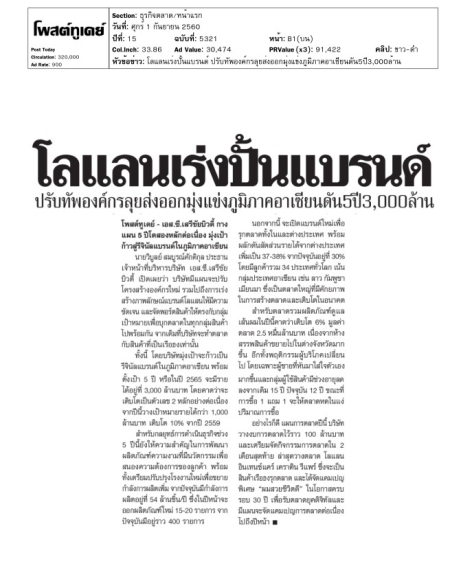 โพสต์ทูเดย์
Post Today
Circulation: 320,000
Ad Rate: 900
Section: ธุรกิจตลาด/หน้าแรก
วันที่: ศุกร์ 1 กันยายน 2560
ปีที่: 15 ฉบับที่: 5321 หน้า: B1(บน)
Col.Inch: 33.86 Ad Value: 30,474 PRValue (x3): 91,422 คลิป: ขาว-ดำ
หัวข้อข่าว: โลแลนเร่งปั้นแบรนด์ ปรับทัพองค์กรลุยส่งออกมุ่งแข่งภูมิภาคอาเซียนดัน5ปี3,000ล้าน
โลแลนเร่งปั้นแบรนด์
ปรับทัพองค์กรลุยส่งออกมุ่งแข่งภูมิภาคอาเซียนดัน5ปี3,000ล้าน
โพสต์ทูเดย์ - เอส.ซี.เสรีชัยบิวตี้ กาง
แผน 5 ปีโตสองหลักต่อเนื่อง มุ่งเป้า
ก้าวสู่รีจินัลแบรนด์ในภูมิภาคอาเซียน
นายวิบูลย์ สมบูรณ์ศักดิกุล ประธาน
เจ้าหน้าที่บริหารบริษัท เอส.ซี.เสรีชัย
บิวตี้ เปิดเผยว่า บริษัทมีแผนจะปรับ
โครงสร้างองค์กรใหม่ รวมไปถึงการเร่ง
สร้างภาพลักษณ์แบรนด์โลแลนให้มีความ
ชัดเจน และจัดพอร์ตสินค้าให้ตรงกับกลุ่ม
เป้าหมายเพื่อบุกตลาดในทุกกลุ่มสินค้า
ไปพร้อมกัน จากเดิมที่บริษัทจะทำตลาด
กับสินค้าที่เป็นเรือธงเท่านั้น
ทั้งนี้ โดยบริษัทมุ่งเป้าจะก้าวเป็น
รีจินัลแบรนด์ในภูมิภาคอาเซียน พร้อม
ตั้งเป้า 5 ปี หรือในปี 2565 จะมีราย
ได้อยู่ที่ 3,000 ล้านบาท โดยคาดว่าจะ
เติบโตเป็นตัวเลข 2 หลักอย่างต่อเนื่อง
จากปีนี้วางเป้าหมายรายได้กว่า 1,000
ล้านบาท เติบโต 10% จากปี 2559
สำหรับกลยุทธ์การดำเนินธุรกิจช่วง
5 ปีนี้ยังให้ความสำคัญในการพัฒนา
ผลิตภัณฑ์ความงามที่มีนวัตกรรมเพื่อ
สนองความต้องการของลูกค้า พร้อม
ทั้งเตรียมปรับปรุงโรงงานใหม่เพื่อขยาย
กำลังการผลิตเพิ่ม จากปัจจุบันมีกำลังการ
ผลิตอยู่ที่ 54 ล้านชิ้น/ปี ซึ่งในปีหน้าจะ
ออกผลิตภัณฑ์ใหม่ 15-20 รายการ จาก
ปัจจุบันมีอยู่ราว 400 รายการ
นอกจากนี้ จะเปิดแบรนด์ใหม่เพื่อ
รุกตลาดทั้งในและต่างประเทศ พร้อม
ผลักดันสัดส่วนรายได้จากต่างประเทศ
เพิ่มเป็น 37-38% จากปัจจุบันอยู่ที่ 30%
โดยมีลูกค้ารวม 34 ประเทศทั่วโลก เน้น
กลุ่มประเทศอาเซียน เช่น ลาว กัมพูชา
เมียนมา ซึ่งเป็นตลาดใหญ่ที่มีศักยภาพ
ในการสร้างตลาดและเติบโตในอนาคต
สำหรับตลาดรวมผลิตภัณฑ์ดูแล
เส้นผมในปีนี้คาดว่าเติบโต 6% มูลค่า
ตลาด 2.5 หมื่นล้านบาท เนื่องจากห้าง
สรรพสินค้าขยายไปในต่างจังหวัดมาก
ขึ้น อีกทั้งพฤติกรรมผู้บริโภคเปลี่ยน
ไป โดยเฉพาะผู้ชายที่หันมาใส่ใจตัวเอง
มากขึ้นและกลุ่มผู้ใช้สินค้ามีช่วงอายุลด
ลงจากเดิม 15 ปี ปัจจุบัน 12 ปี ขณะที่
การซื้อ 1 แถม 1 จะให้ตลาดหดในแง่
ปริมาณการซื้อ
อย่างไรก็ดี แผนการตลาดปีนี้ บริษัท
วางงบการตลาดไว้ราว 100 ล้านบาท
และเตรียมจัดกิจกรรมการตลาดใน 2
เดือนสุดท้าย ล่าสุดวางตลาด โลแลน
อินเทนซ์แคร์ เคราติน รีแพร์ ซึ่งจะเป็น
สินค้าเรือธงรุกตลาด และได้จัดแคมเปญ
พิเศษ “ผมสวยชีวิตดี” ในโอกาสครบ
รอบ 30 ปี เพื่อรับตลาดยุคดิจิทัลและ
มีแผนจะจัดแคมเปญการตลาดต่อเนื่อง
ไปถึงปีหน้า ■